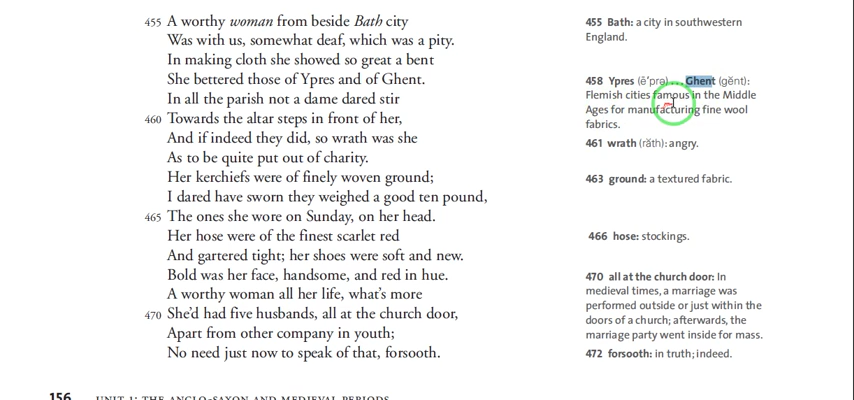 455 A worthy woman from beside Bath city
Was with us, somewhat deaf, which was a pity.
In making cloth she showed so great a bent
She bettered those of Ypres and of Ghent.
In all the parish not a dame dared stir
460 Towards the altar steps in front of her,
And if indeed they did, so wrath was she
As to be quite put out of charity.
Her kerchiefs were of finely woven ground;
I dared have sworn they weighed a good ten pound,
465 The ones she wore on Sunday, on her head.
Her hose were of the finest scarlet red
And gartered tight; her shoes were soft and new.
Bold was her face, handsome, and red in hue.
A worthy woman all her life, what's more
470 She'd had five husbands, all at the church door,
Apart from other company in youth;
No need just now to speak of that, forsooth.
455 Bath: a city in southwestern
England.
458 Ypres (ēʹprə) . . . Ghent (gĕnt):
Flemish cities famous in the Middle
Ages for manufacturing fine wool
fabrics.
461 wrath (răth): angry.
463 ground: a textured fabric.
466 hose: stockings.
470 all at the church door: In
medieval times, a marriage was
performed outside or just within the
doors of a church; afterwards, the
marriage party went inside for mass.
472 forsooth: in truth; indeed.
156 UNIT 1: THE ANGLO-SAXON AND MEDIEVAL PERIODS